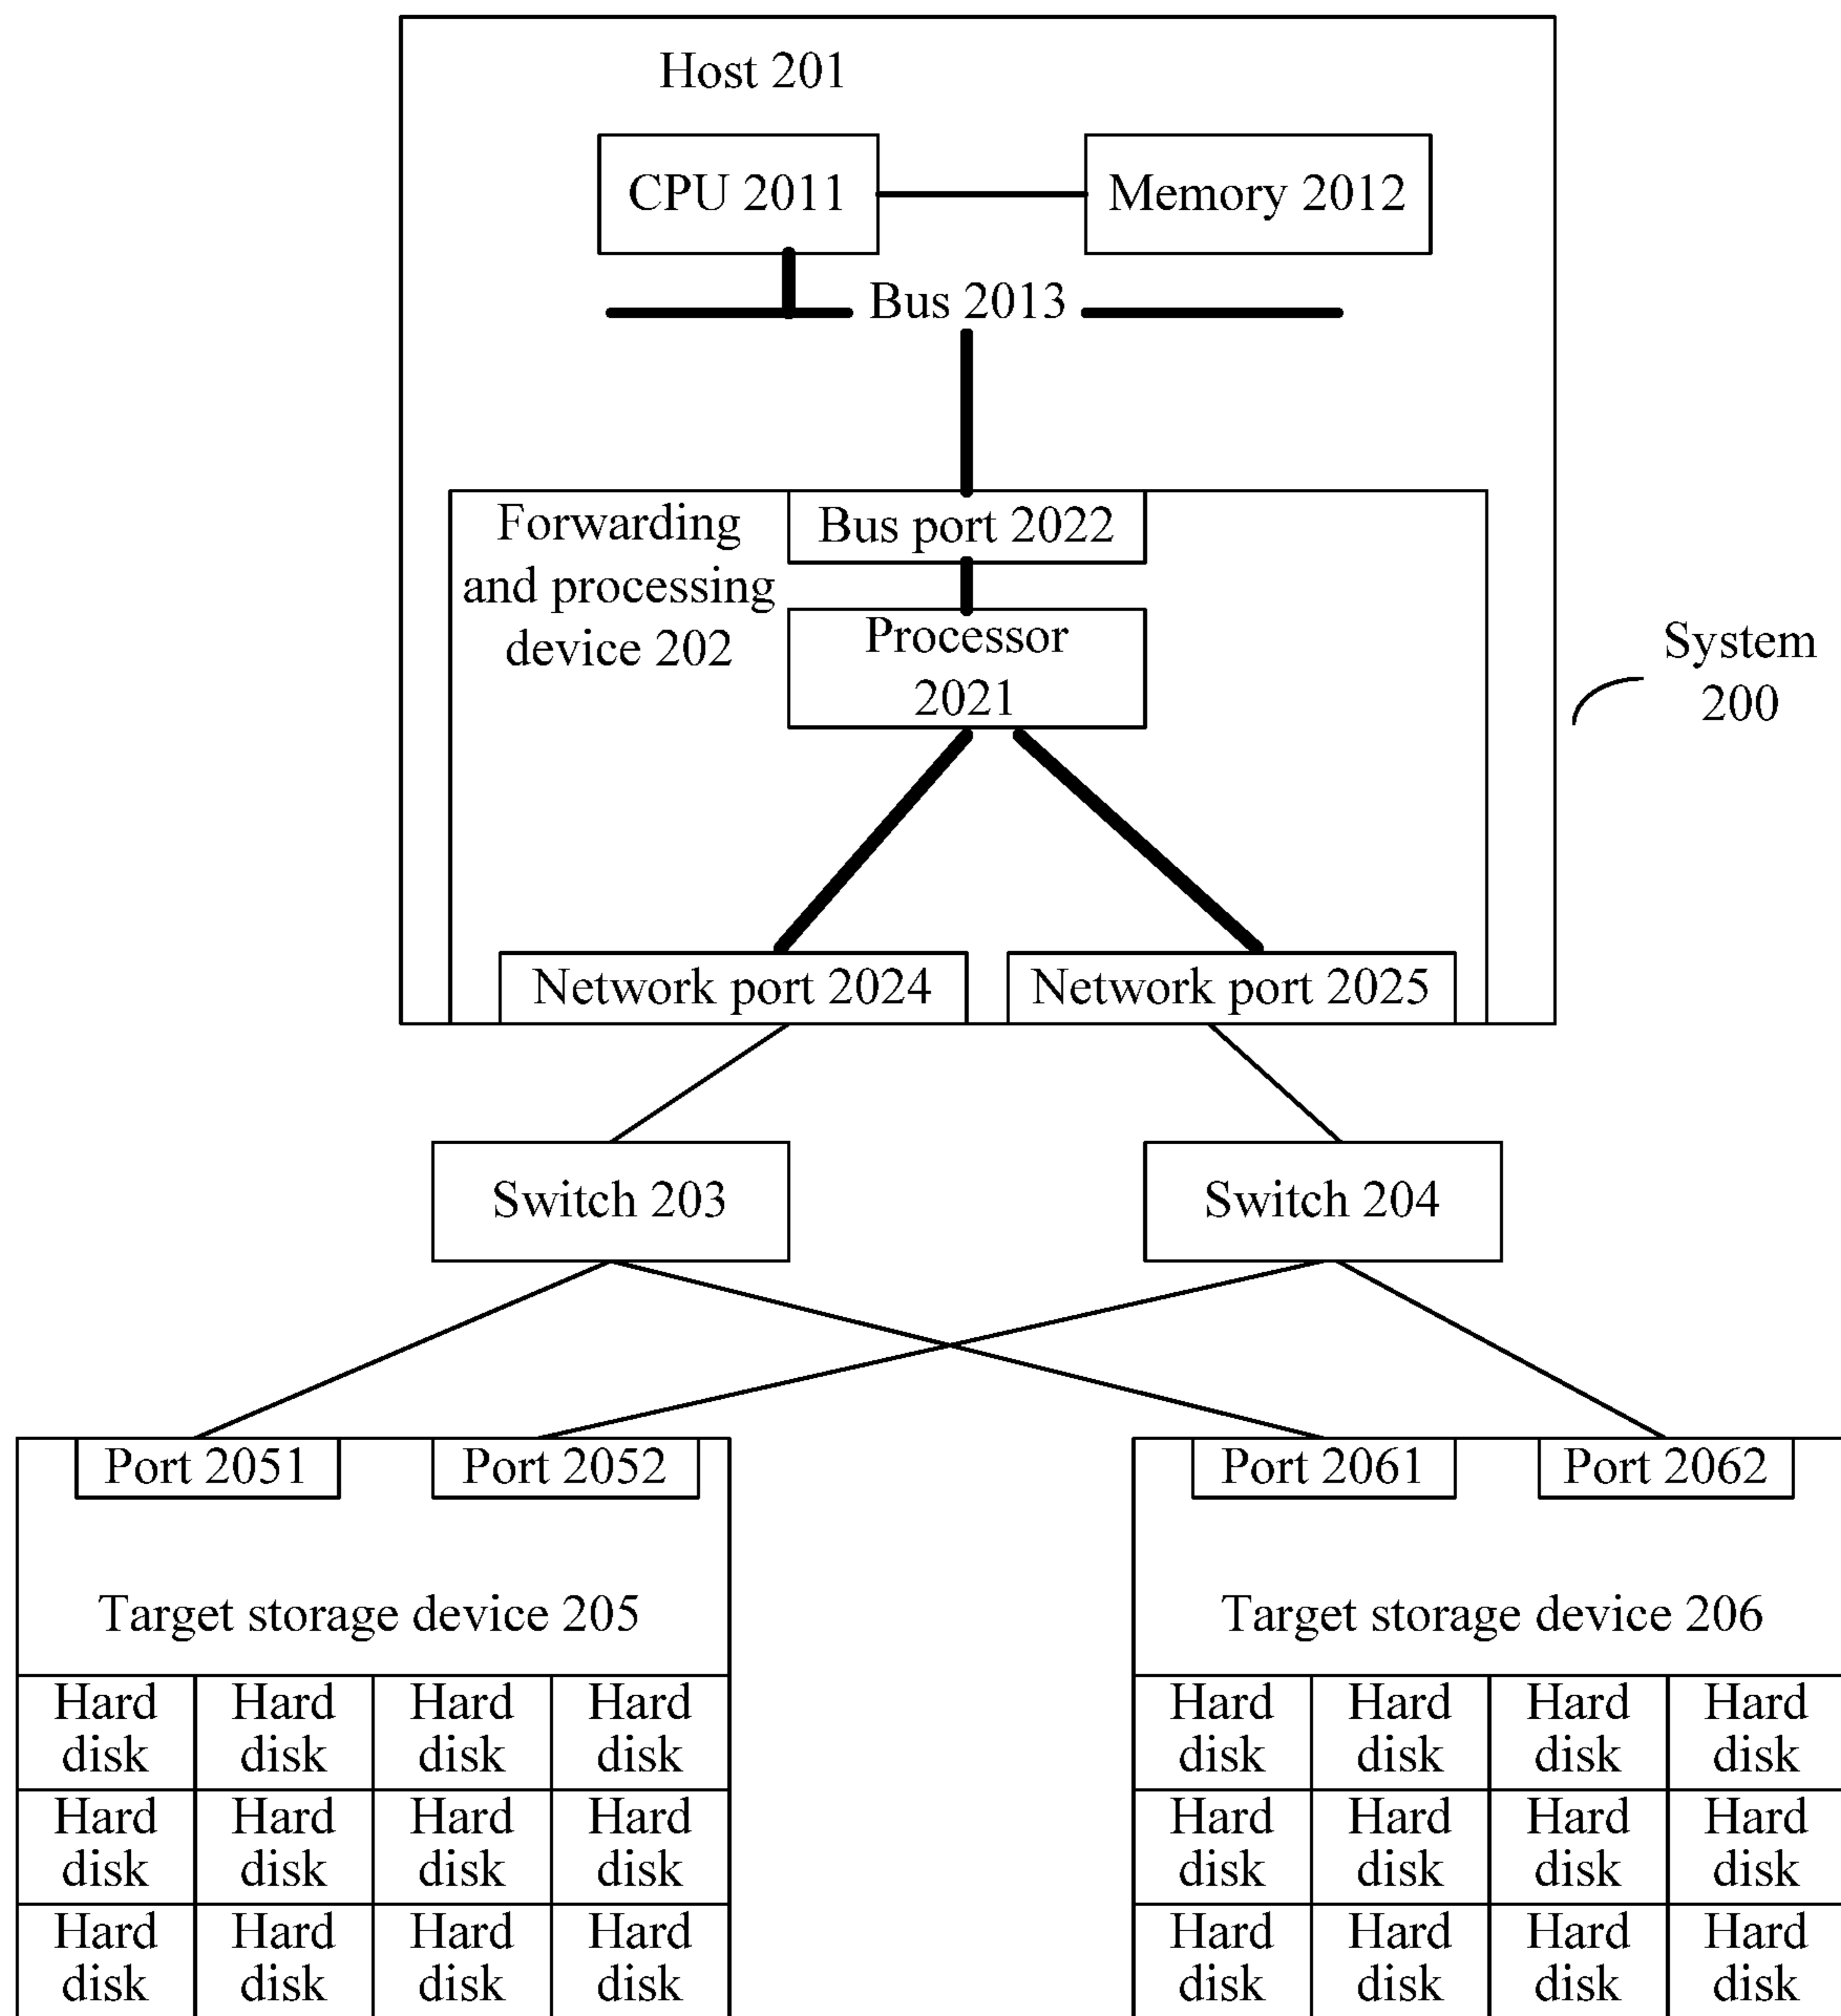 Host 201
CPU 2011
Memory 2012
Bus 2013
Forwarding
and processing
device 202
Bus port 2022
Processor
2021
System
200
Network port 2024
Network port 2025
Switch 203
Switch 204
Port 2051
Port 2052
Port 2061
Port 2062
Target storage device 205
Target storage device 206
Hard Hard Hard Hard
disk disk disk disk
Hard Hard Hard Hard
disk disk disk disk
Hard Hard Hard Hard
disk disk disk disk
Hard Hard Hard Hard
disk disk disk disk
Hard Hard Hard Hard
disk disk disk disk
Hard Hard Hard Hard
disk disk disk disk